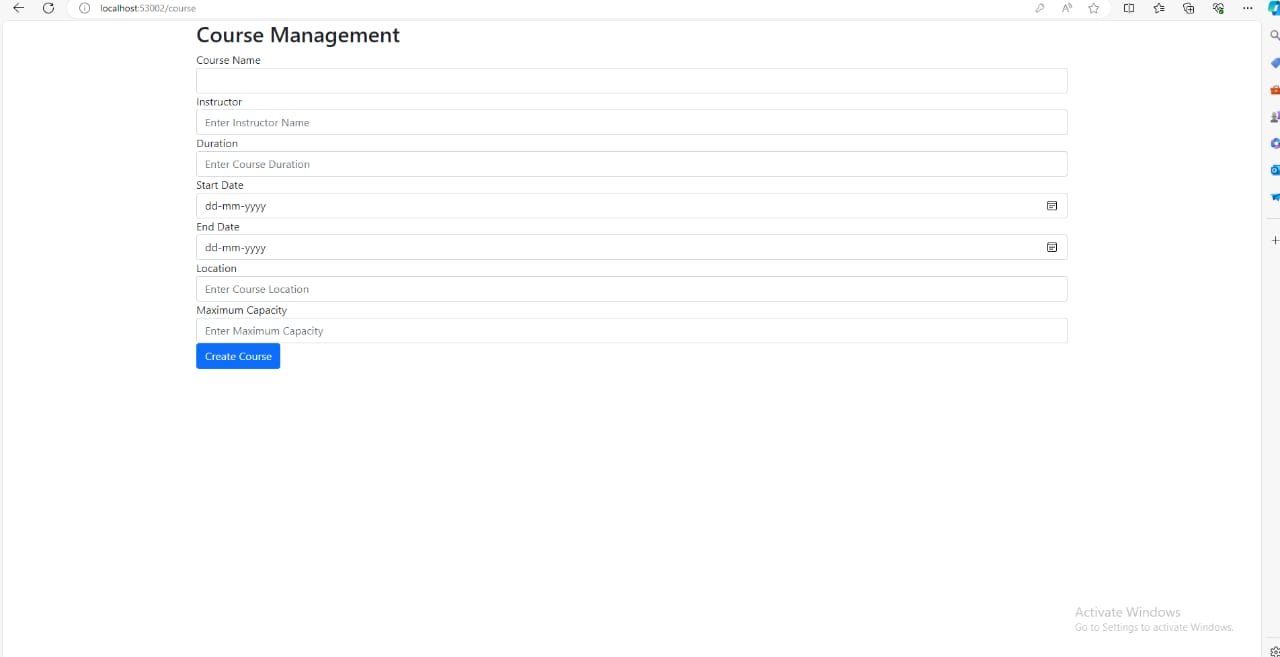 localhost:53002/course
Course Management
Course Name
Instructor
Enter Instructor Name
Duration
Enter Course Duration
Start Date
dd-mm-yyyy
End Date
dd-mm-yyyy
Location
Enter Course Location
Maximum Capacity
Enter Maximum Capacity
Create Course
Activate Windows
Go to Settings to activate Windows.